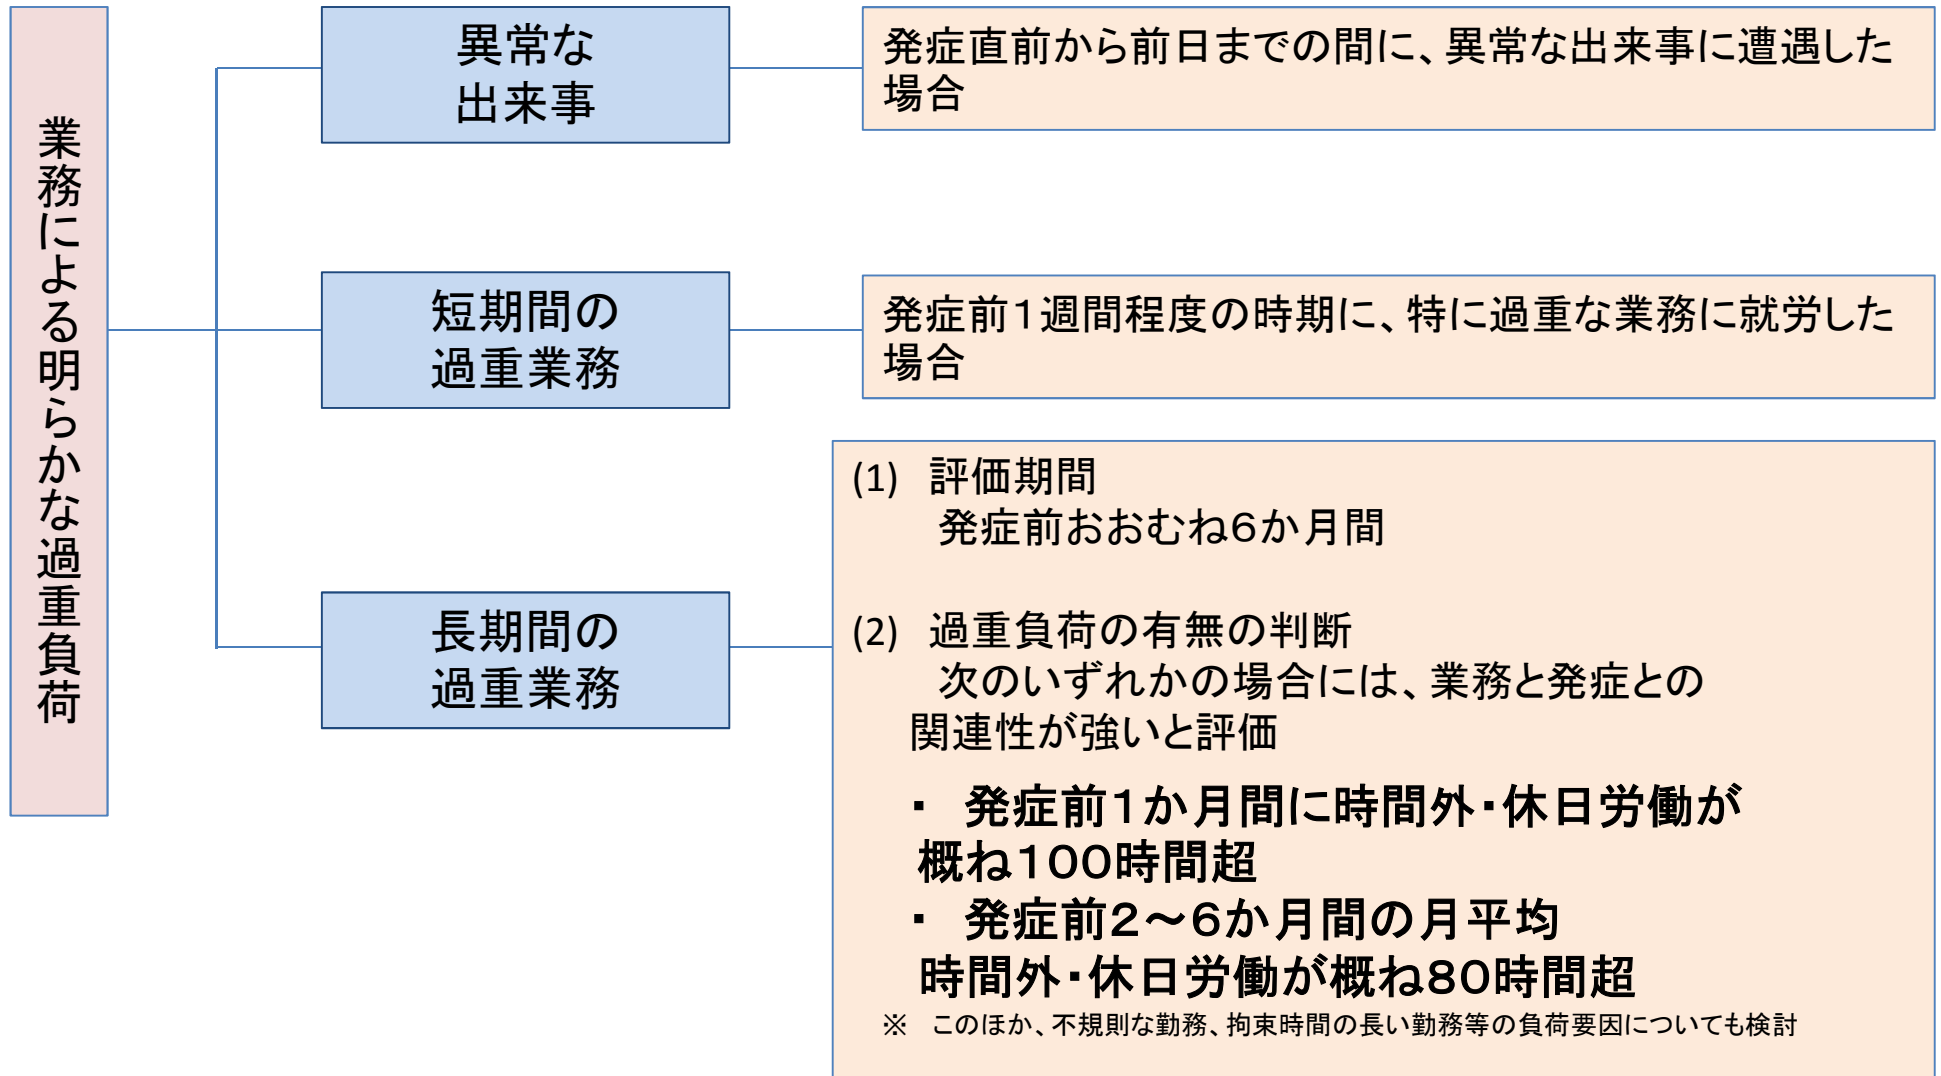 業務による明らかな過重負荷
異常な
出来事
発症直前から前日までの間に、異常な出来事に遭遇した
場合
短期間の
過重業務
発症前１週間程度の時期に、特に過重な業務に就労した
場合
長期間の
過重業務
(1)　評価期間
発症前おおむね６か月間
(2)　過重負荷の有無の判断
次のいずれかの場合には、業務と発症との
関連性が強いと評価
・　発症前１か月間に時間外・休日労働が
概ね１００時間超
・　発症前２～６か月間の月平均
時間外・休日労働が概ね８０時間超
※　このほか、不規則な勤務、拘束時間の長い勤務等の負荷要因についても検討